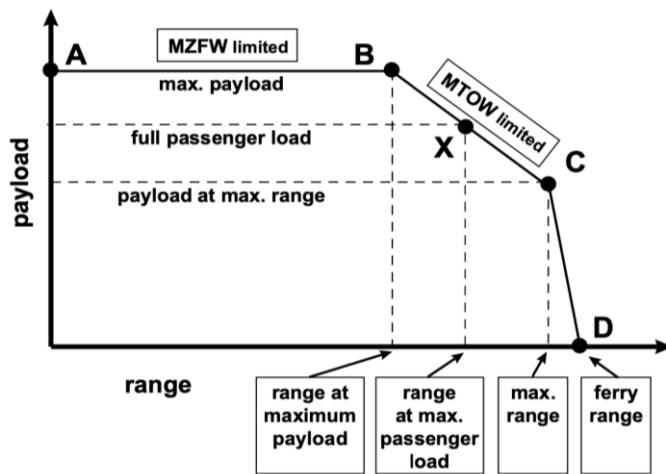 A
MZFW limited
B
max. payload
MTOW limited
full passenger load
X
C
payload at max. range
payload
D
range
range at
maximum
payload
range
at max.
passenger
load
max.
range
ferry
range